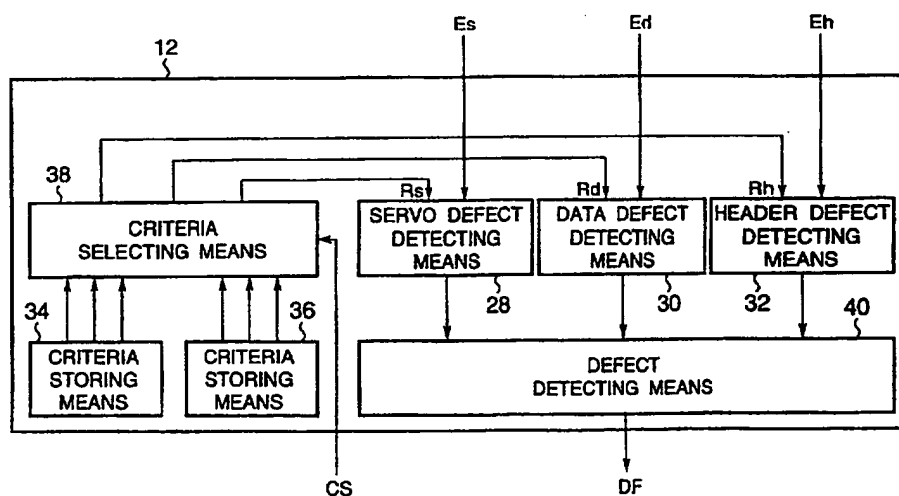 Es Ed Eh
12
38
Rs Rd Rh
CRITERIA
SELECTING MEANS
SERVO DEFECT
DETECTING
MEANS
DATA DEFECT
DETECTING
MEANS
HEADER DEFECT
DETECTING
MEANS
28 30 32
34 36 40
CRITERIA
STORING
MEANS
CRITERIA
STORING
MEANS
DEFECT
DETECTING MEANS
CS DF